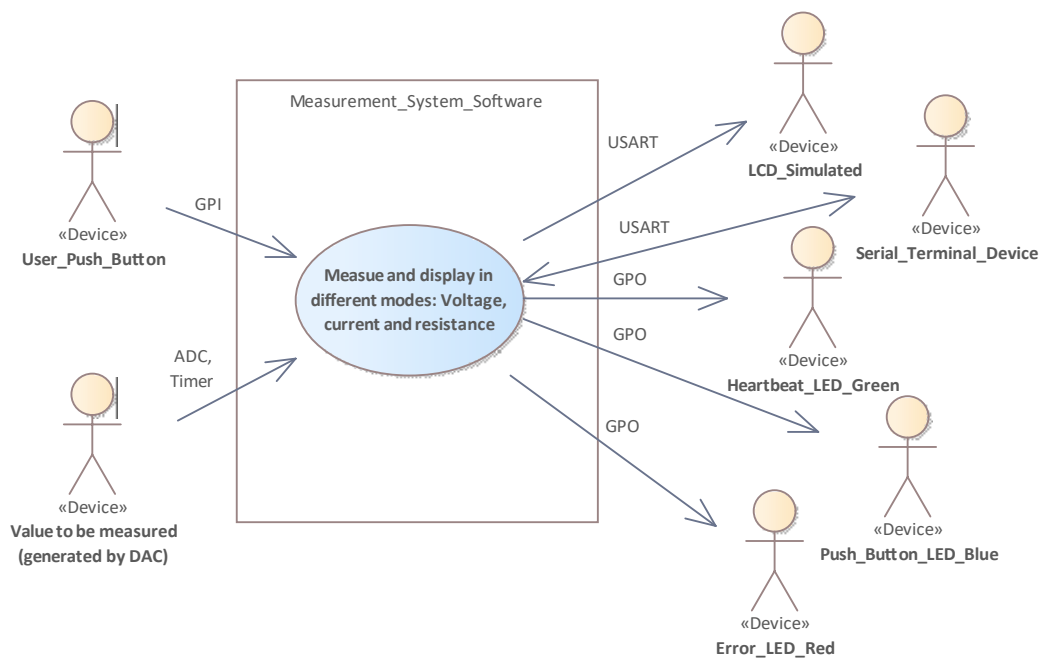 Measurement_System_Software
«Device»
User_Push_Button
GPI
ADC,
Timer
«Device»
Value to be measured
(generated by DAC)
Measue and display in
different modes: Voltage,
current and resistance
USART
«Device»
LCD_Simulated
USART
«Device»
Serial_Terminal_Device
GPO
«Device»
Heartbeat_LED_Green
GPO
«Device»
Push_Button_LED_Blue
GPO
«Device»
Error_LED_Red